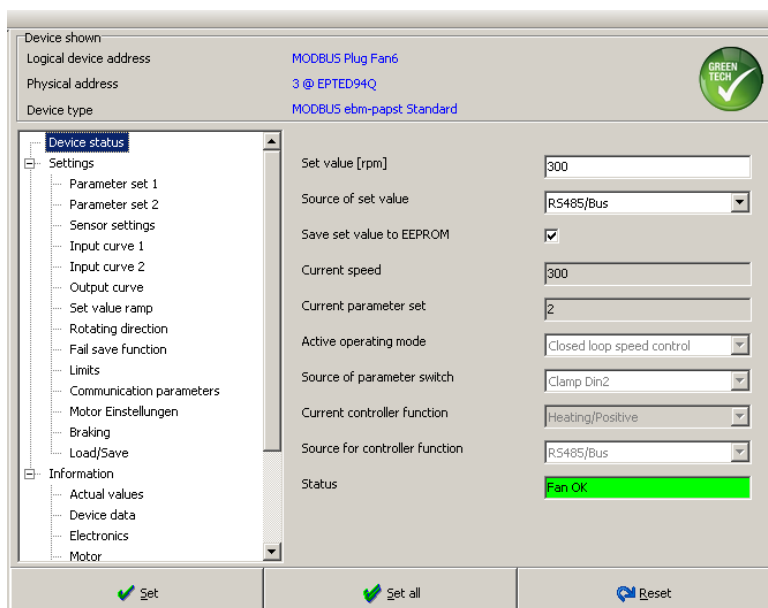 Device shown
Logical device address MODBUS Plug Fan6
Physical address 3 @ EPTED94Q
Device type MODBUS ebm-papst Standard
GREEN
TECH
Device status
Settings
Parameter set 1
Parameter set 2
Sensor settings
Input curve 1
Input curve 2
Output curve
Set value ramp
Rotating direction
Fail save function
Limits
Communication parameters
Motor Einstellungen
Braking
Load/Save
Information
Actual values
Device data
Electronics
Motor
Set value [rpm] 300
Source of set value RS485/Bus
Save set value to EEPROM
Current speed 300
Current parameter set 2
Active operating mode Closed loop speed control
Source of parameter switch Clamp Din2
Current controller function Heating/Positive
Source for controller function RS485/Bus
Status Fan OK
Set Set all Reset